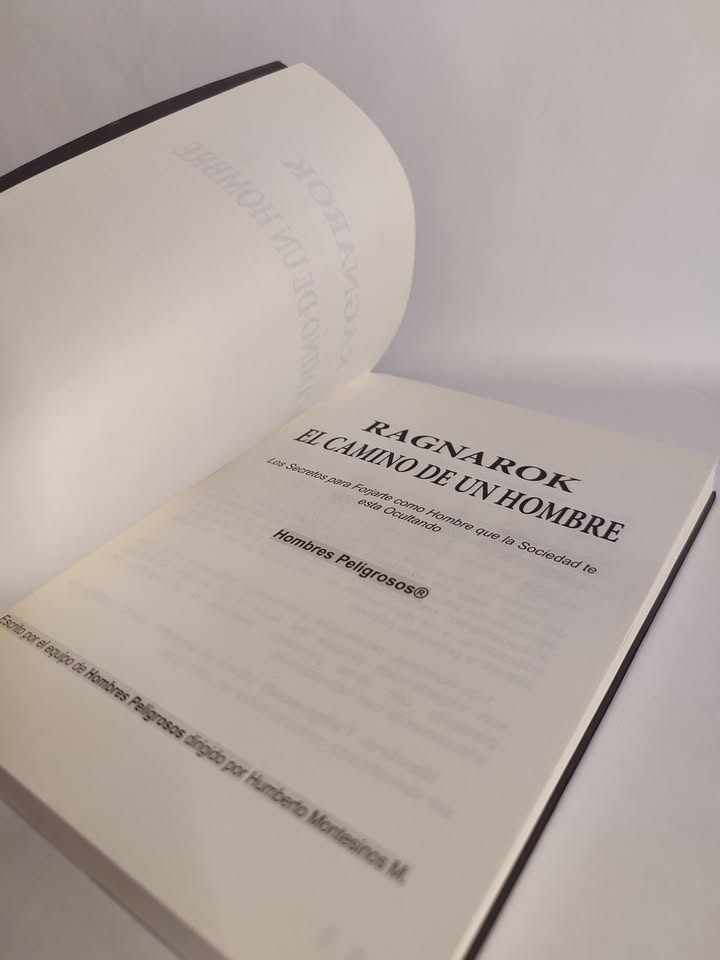 RAGNAROK
EL CAMINO DE UN HOMBRE
Los Secretos para Forjarte como Hombre que la Sociedad te
esta Ocultando
Hombres Peligrosos®
Escrito por el equipo de Hombres Peligrosos dirigido por Humberto Montesinos M.